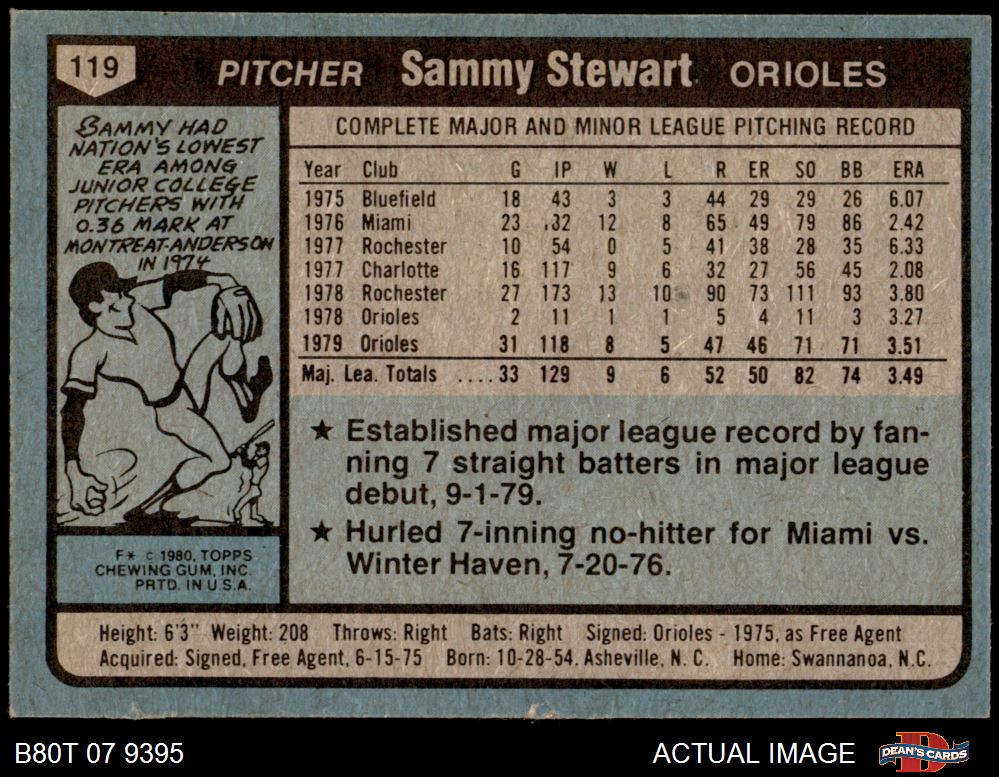 119 PITCHER Sammy Stewart ORIOLES
SAMMY HAD
NATION'S LOWEST
ERA AMONG
JUNIOR COLLEGE
PITCHERS WITH
0.36 MARK AT
MONTREAT-ANDERSON
IN 1974
F* © 1980, TOPPS
CHEWING GUM, INC.
PRTD. IN U.S.A.
COMPLETE MAJOR AND MINOR LEAGUE PITCHING RECORD
Year Club G IP W L R ER SO BB ERA
1975 Bluefield 18 43 3 3 44 29 29 26 6.07
1976 Miami 23 .32 12 8 65 49 79 86 2.42
1977 Rochester 10 54 0 5 41 38 28 35 6.33
1977 Charlotte 16 117 9 6 32 27 56 45 2.08
1978 Rochester 27 173 13 10 90 73 111 93 3.80
1978 Orioles 2 11 1 1 5 4 11 3 3.27
1979 Orioles 31 118 8 5 47 46 71 71 3.51
Maj. Lea. Totals ....33 129 9 6 52 50 82 74 3.49
★ Established major league record by fan-
ning 7 straight batters in major league
debut, 9-1-79.
★ Hurled 7-inning no-hitter for Miami vs.
Winter Haven, 7-20-76.
Height: 6'3" Weight: 208 Throws: Right Bats: Right Signed: Orioles - 1975, as Free Agent
Acquired: Signed, Free Agent, 6-15-75 Born: 10-28-54. Asheville, N. C. Home: Swannanoa, N.C.
B80T 07 9395 ACTUAL IMAGE DEAN'S CARDS